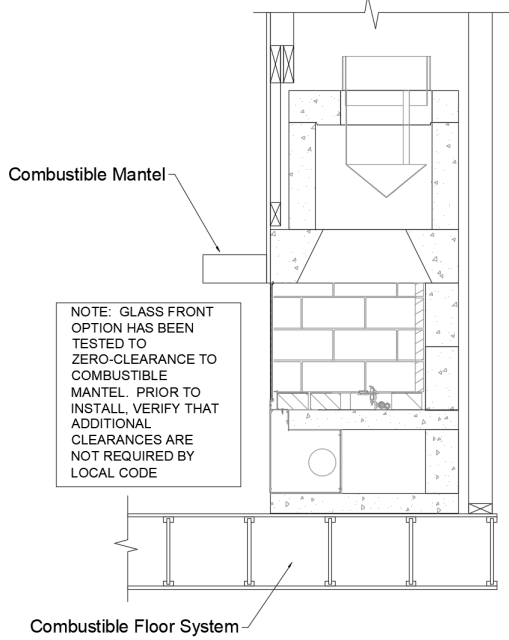 Combustible Mantel
NOTE:  GLASS FRONT
OPTION HAS BEEN
TESTED TO
ZERO-CLEARANCE TO
COMBUSTIBLE
MANTEL.  PRIOR TO
INSTALL, VERIFY THAT
ADDITIONAL
CLEARANCES ARE
NOT REQUIRED BY
LOCAL CODE
Combustible Floor System